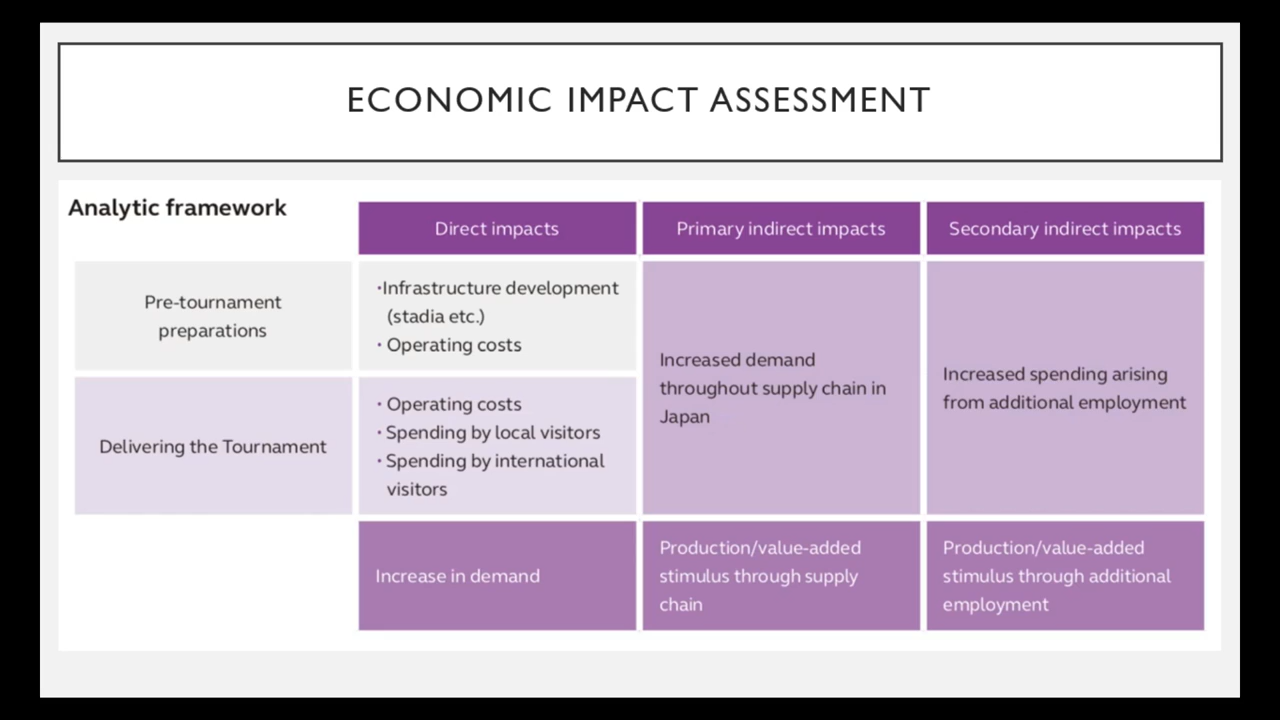 ECONOMIC IMPACT ASSESSMENT
Analytic framework
Direct impacts
Primary indirect impacts
Secondary indirect impacts
Pre-tournament
preparations
•Infrastructure development
(stadia etc.)
• Operating costs
Increased demand
throughout supply chain in
Japan
Increased spending arising
from additional employment
Delivering the Tournament
• Operating costs
• Spending by local visitors
• Spending by international
visitors
Increase in demand
Production/value-added
stimulus through supply
chain
Production/value-added
stimulus through additional
employment